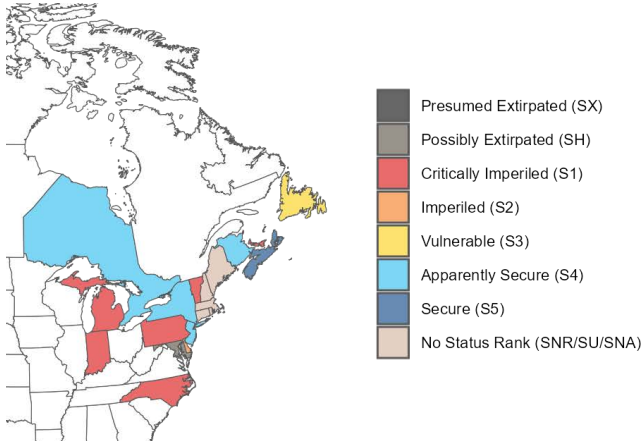 Presumed Extirpated (SX)
Possibly Extirpated (SH)
Critically Imperiled (S1)
Imperiled (S2)
Vulnerable (S3)
Apparently Secure (S4)
Secure (S5)
No Status Rank (SNR/SU/SNA)